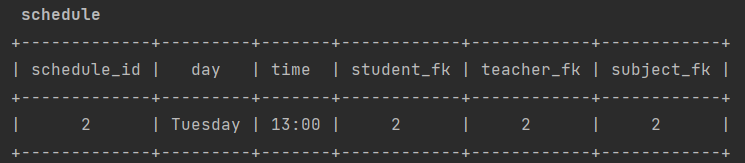 schedule
+-------------+---------+-------+------------+------------+------------+
| schedule_id |   day   | time  | student_fk | teacher_fk | subject_fk |
+-------------+---------+-------+------------+------------+------------+
|      2      | Tuesday | 13:00 |     2      |     2      |     2      |
+-------------+---------+-------+------------+------------+------------+